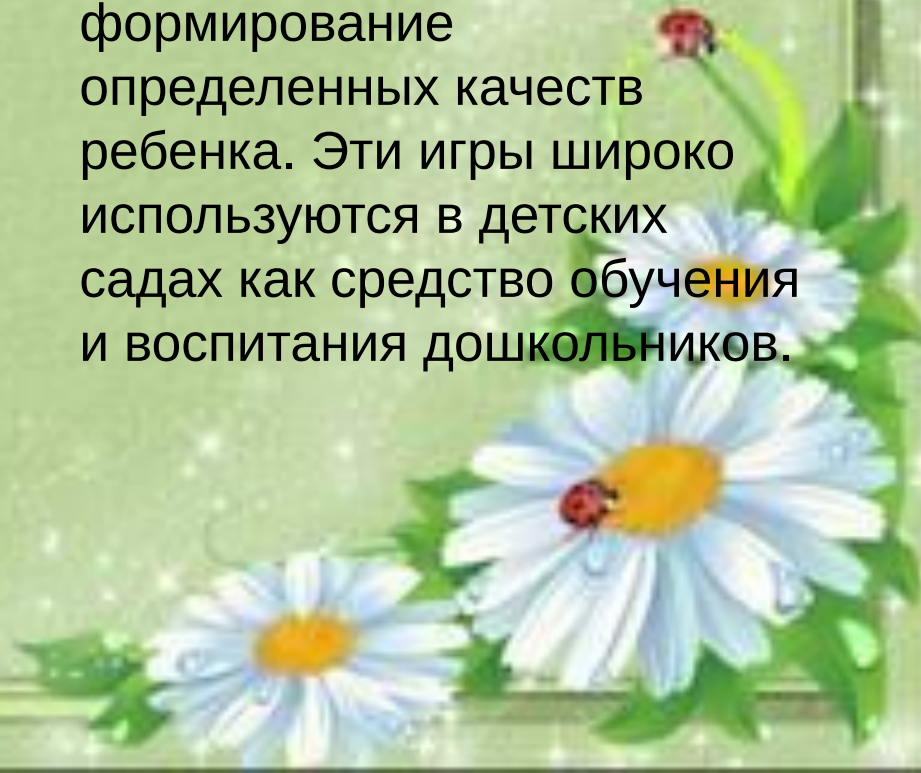 формирование
определенных качеств
ребенка. Эти игры широко
используются в детских
садах как средство обучения
и воспитания дошкольников.